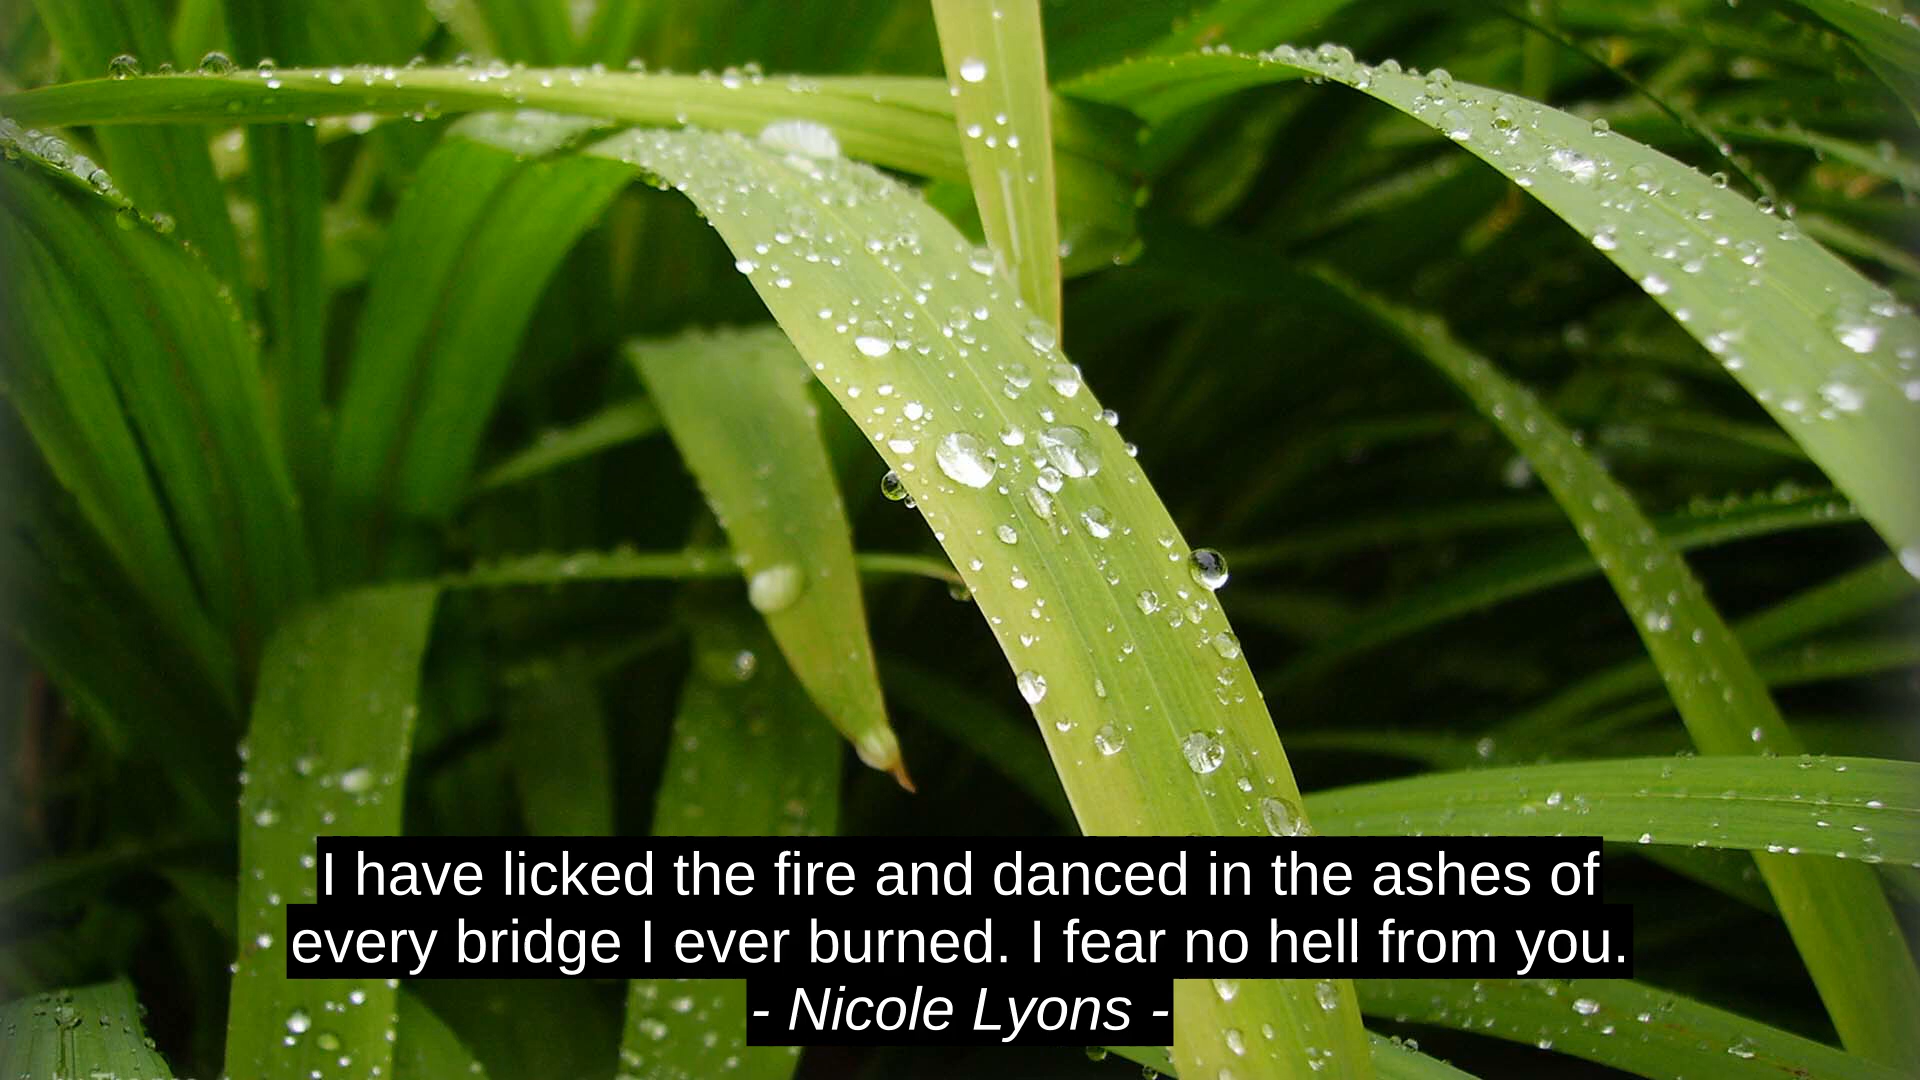 I have licked the fire and danced in the ashes of
every bridge I ever burned. I fear no hell from you.
- Nicole Lyons -